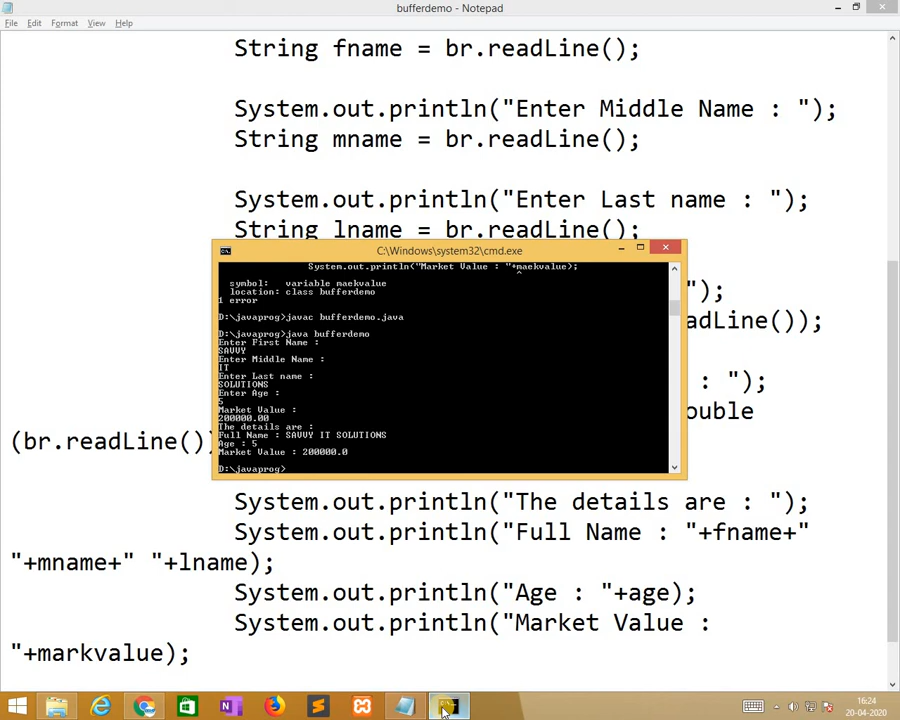 bufferdemo - Notepad
File Edit Format View Help
String fname = br.readLine();
System.out.println("Enter Middle Name : ");
String mname = br.readLine();
System.out.println("Enter Last name : ");
String lname = br.readLine();
C:\Windows\system32\cmd.exe
System.out.println("Market Value : "+maekvalue);
^
symbol: variable maekvalue
location: class bufferdemo
1 error
D:\javaprog>javac bufferdemo.java
D:\javaprog>java bufferdemo
Enter First Name :
SAVVY
Enter Middle Name :
IT
Enter Last name :
SOLUTIONS
Enter Age :
5
Market Value :
200000.00
The details are :
Full Name : SAVVY IT SOLUTIONS
Age : 5
Market Value : 200000.0
D:\javaprog>
");
adLine());
: ");
ouble
(br.readLine()
System.out.println("The details are : ");
System.out.println("Full Name : "+fname+"
"+mname+" "+lname);
System.out.println("Age : "+age);
System.out.println("Market Value :
"+markvalue);
16:24
20-04-2020